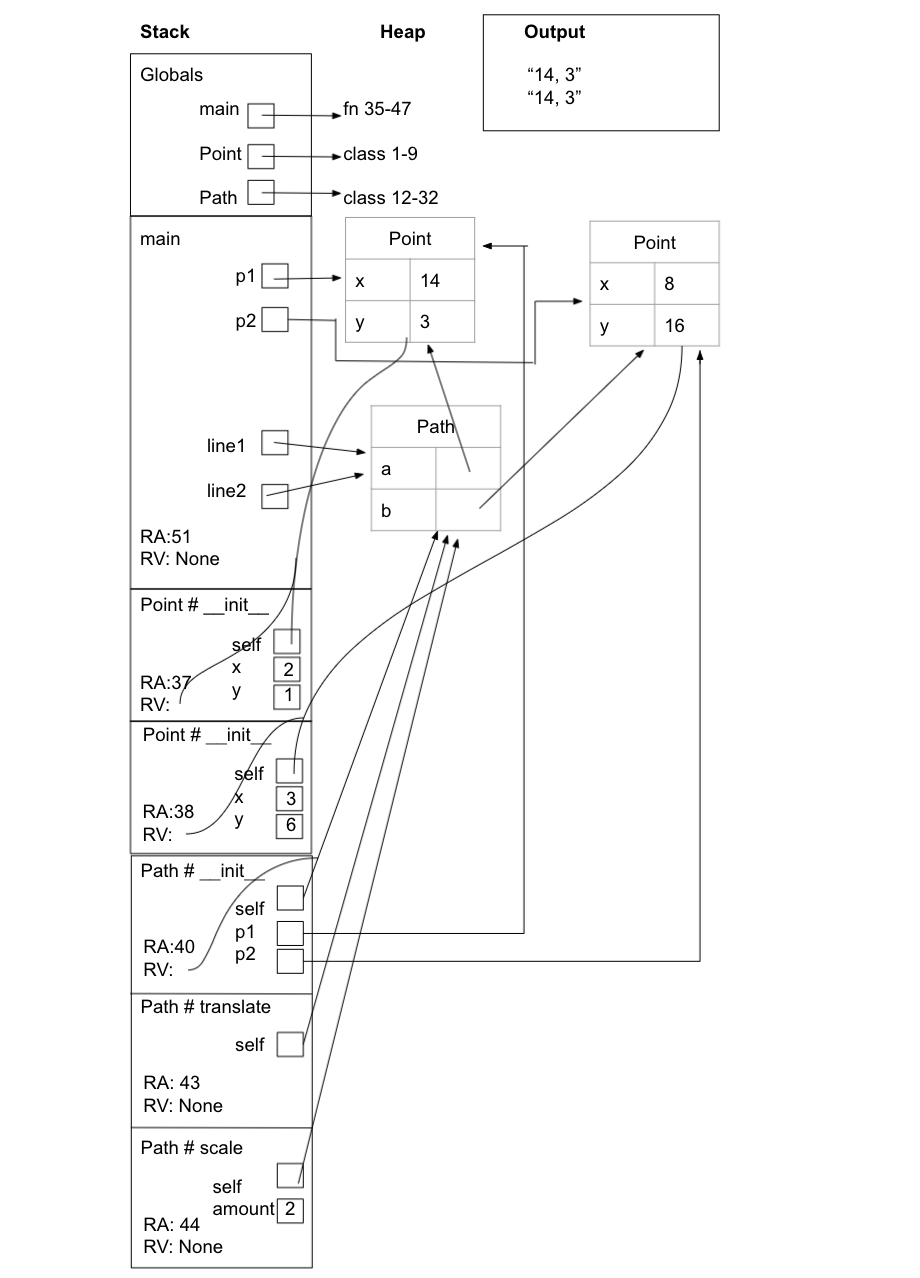 Stack
Heap
Output
“14, 3”
“14, 3”
Globals
main
fn 35-47
Point
class 1-9
Path
class 12-32
main
p1
p2
line1
line2
RA:51
RV: None
Point
x 14
y 3
Point
x 8
y 16
Path
a
b
Point # __init__
self
x 2
RA:37
y 1
RV:
Point # __init__
self
x 3
RA:38
y 6
RV:
Path # __init__
self
p1
RA:40
p2
RV:
Path # translate
self
RA: 43
RV: None
Path # scale
self
amount 2
RA: 44
RV: None